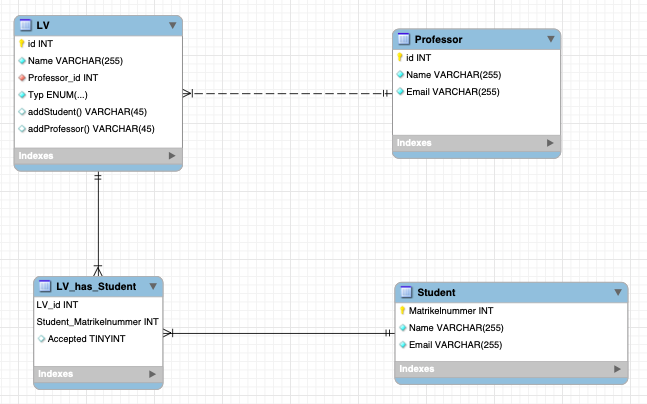 LV
id INT
Name VARCHAR(255)
Professor_id INT
Typ ENUM(...)
addStudent() VARCHAR(45)
addProfessor() VARCHAR(45)
Indexes
Professor
id INT
Name VARCHAR(255)
Email VARCHAR(255)
Indexes
LV_has_Student
LV_id INT
Student_Matrikelnummer INT
Accepted TINYINT
Indexes
Student
Matrikelnummer INT
Name VARCHAR(255)
Email VARCHAR(255)
Indexes